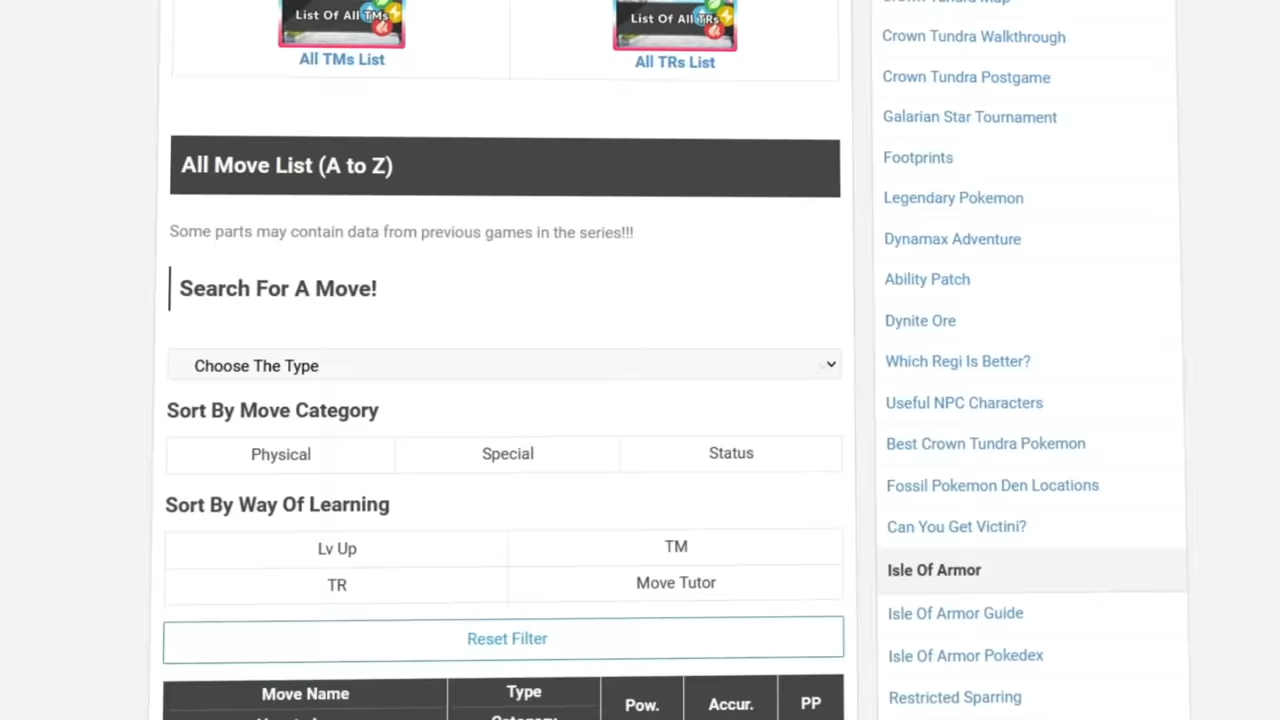 List Of All TMs
List Of All TRs
All TMs List
All TRs List
All Move List (A to Z)
Some parts may contain data from previous games in the series!!!
Search For A Move!
Choose The Type
Sort By Move Category
Physical
Special
Status
Sort By Way Of Learning
Lv Up
TM
TR
Move Tutor
Reset Filter
Move Name
Type
Pow.
Accur.
PP
Category
Crown Tundra Map
Crown Tundra Walkthrough
Crown Tundra Postgame
Galarian Star Tournament
Footprints
Legendary Pokemon
Dynamax Adventure
Ability Patch
Dynite Ore
Which Regi Is Better?
Useful NPC Characters
Best Crown Tundra Pokemon
Fossil Pokemon Den Locations
Can You Get Victini?
Isle Of Armor
Isle Of Armor Guide
Isle Of Armor Pokedex
Restricted Sparring